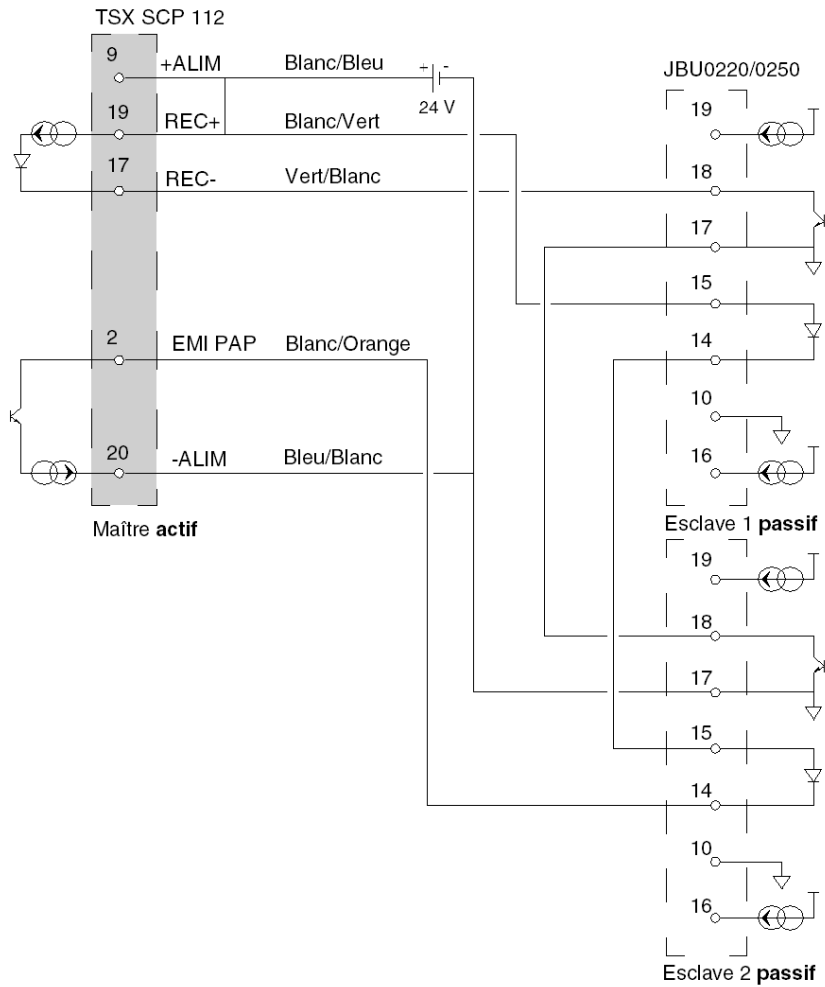 TSX SCP 112
9 +ALIM Blanc/Bleu + -
24 V
19 REC+ Blanc/Vert
17 REC- Vert/Blanc
2 EMI PAP Blanc/Orange
20 -ALIM Bleu/Blanc
Maître actif
JBU0220/0250
19
18
17
15
14
10
16
Esclave 1 passif
19
18
17
15
14
10
16
Esclave 2 passif